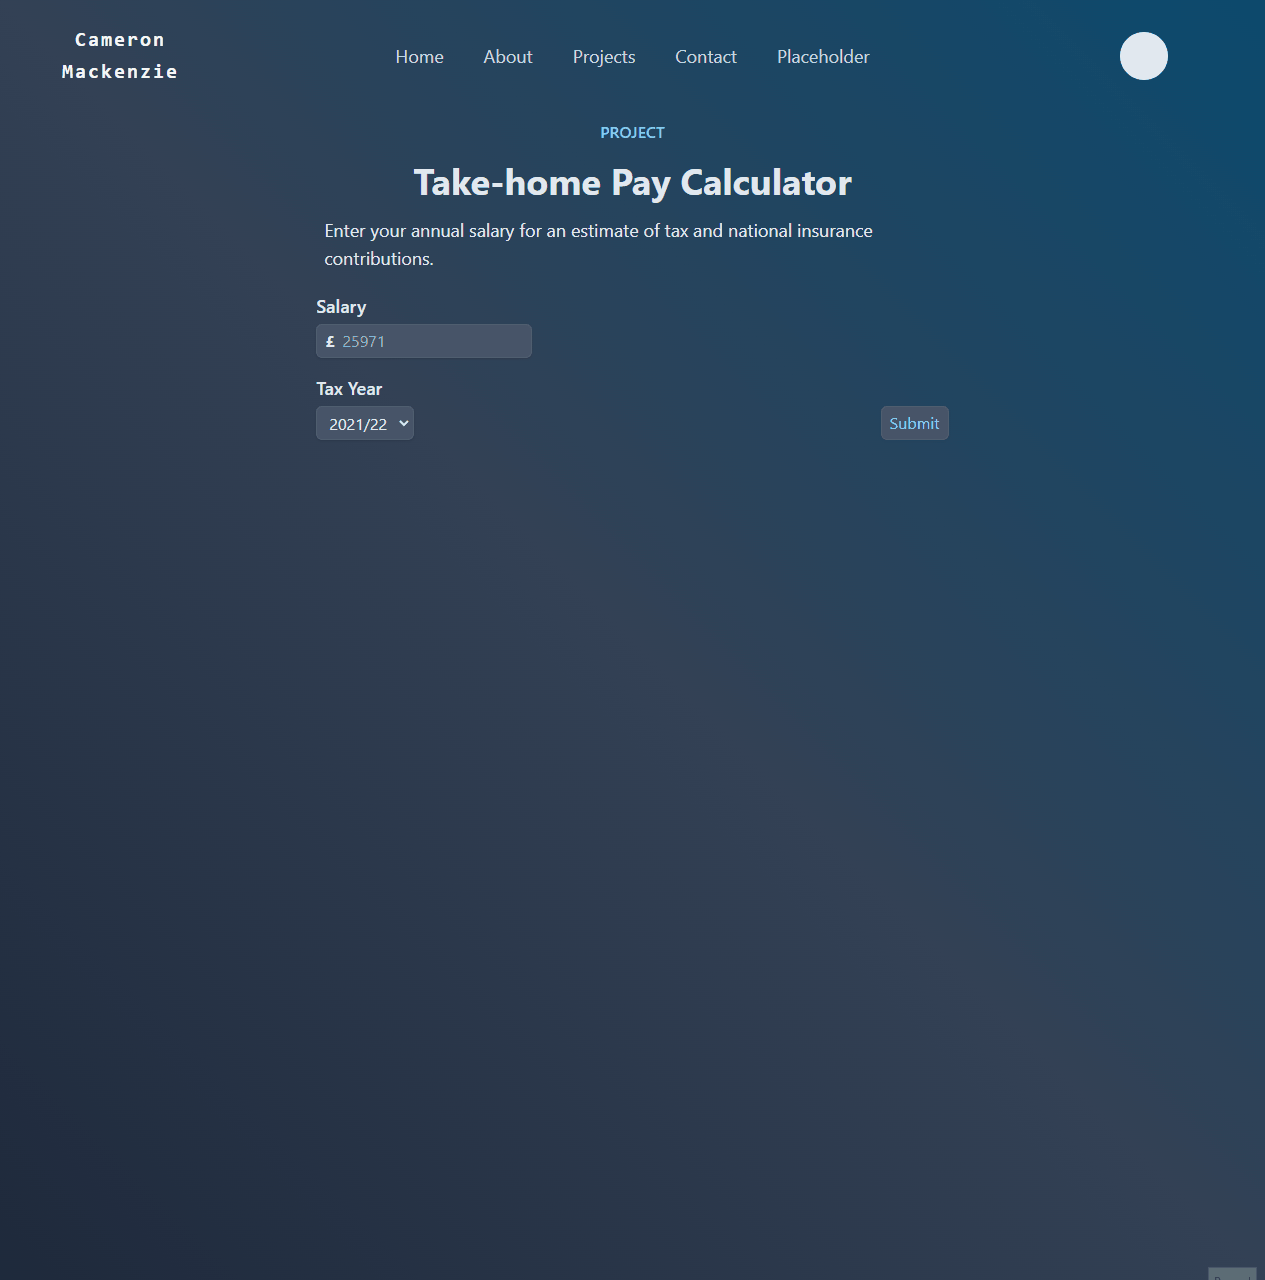 Cameron
Mackenzie
Home About Projects Contact Placeholder
PROJECT
Take-home Pay Calculator
Enter your annual salary for an estimate of tax and national insurance
contributions.
Salary
£ 25971
Tax Year
2021/22
Submit